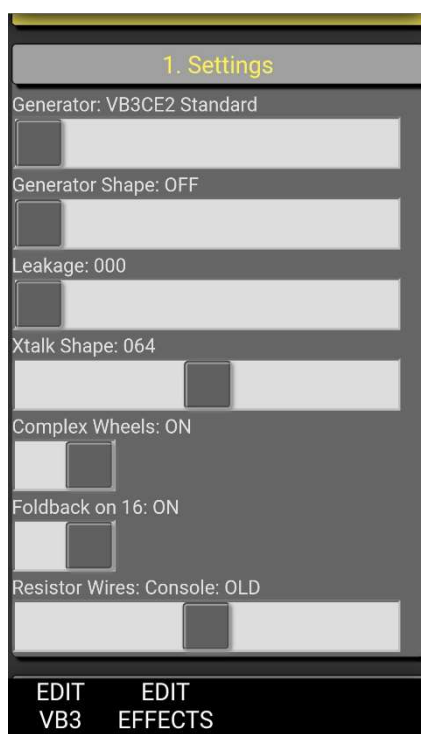 1. Settings
Generator: VB3CE2 Standard
Generator Shape: OFF
Leakage: 000
Xtalk Shape: 064
Complex Wheels: ON
Foldback on 16: ON
Resistor Wires: Console: OLD
EDIT EDIT
VB3 EFFECTS